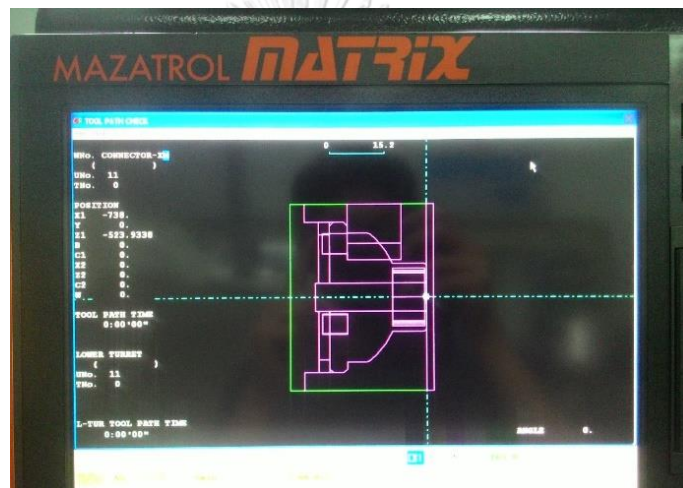 MAZATROL MATRIX
TOOL PATH CHECK
WNo. CONNECTOR-
( )
UNo. 11
TNo. 0
0 15.2
POSITION
X1 -738.
Y 0.
Z1 -523.9338
B 0.
C1 0.
X2 0.
Z2 0.
C2 0.
W 0.
TOOL PATH TIME
0:00'00"
LOWER TURRET
( )
UNo. 11
TNo. 0
L-TUR TOOL PATH TIME
0:00'00"
ANGLE 0.